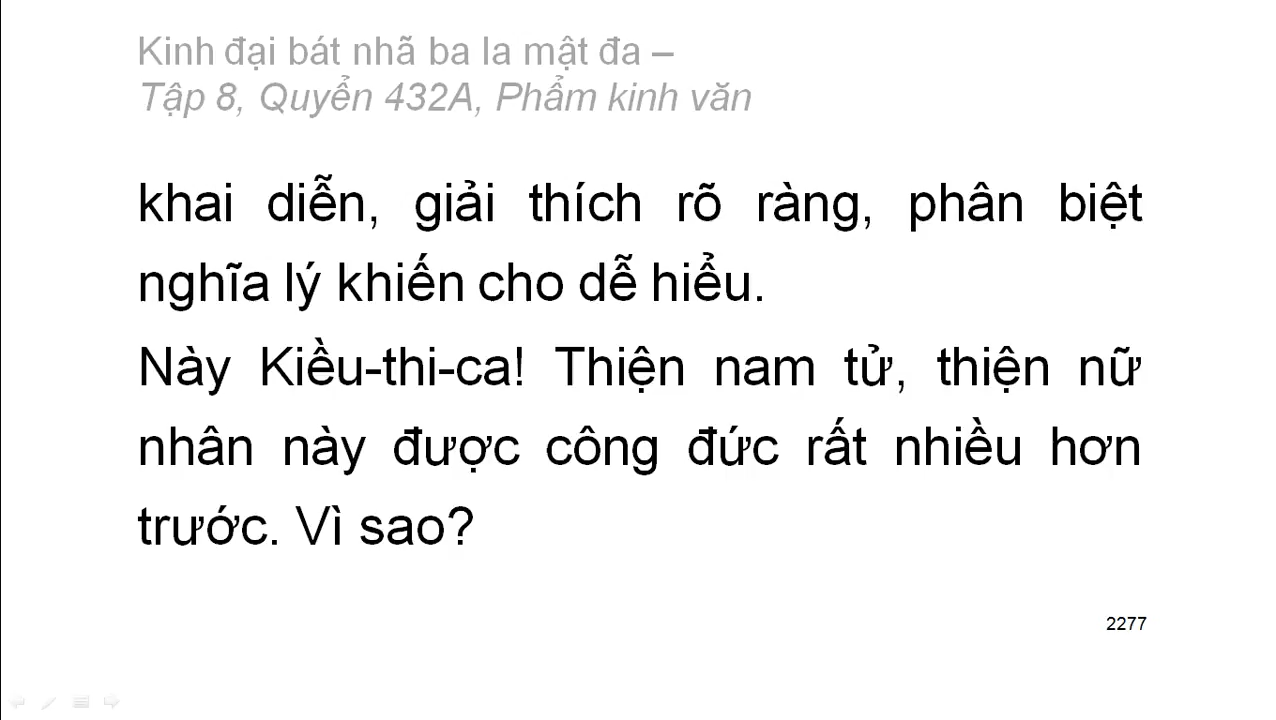 Kinh đại bát nhã ba la mật đa –
Tập 8, Quyển 432A, Phẩm kinh văn
khai diễn, giải thích rõ ràng, phân biệt
nghĩa lý khiến cho dễ hiểu.
Này Kiều-thi-ca! Thiện nam tử, thiện nữ
nhân này được công đức rất nhiều hơn
trước. Vì sao?
2277